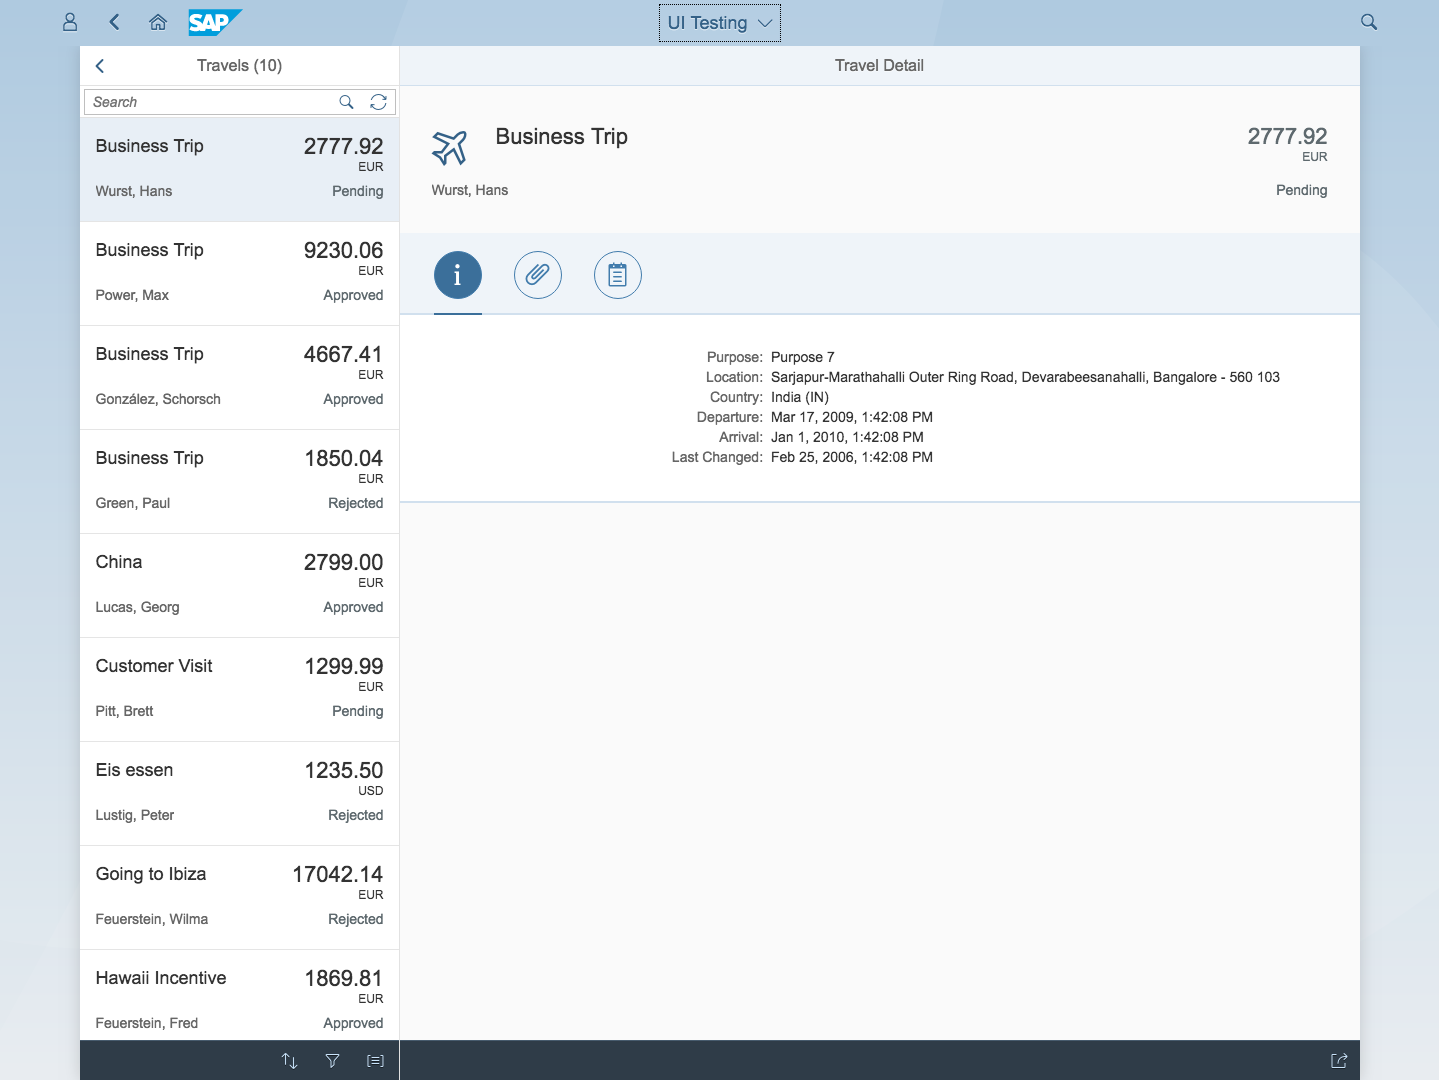 SAP
UI Testing
Travels (10)
Travel Detail
Search
Business Trip 2777.92
EUR
Wurst, Hans Pending
Business Trip 9230.06
EUR
Power, Max Approved
Business Trip 4667.41
EUR
González, Schorsch Approved
Business Trip 1850.04
EUR
Green, Paul Rejected
China 2799.00
EUR
Lucas, Georg Approved
Customer Visit 1299.99
EUR
Pitt, Brett Pending
Eis essen 1235.50
USD
Lustig, Peter Rejected
Going to Ibiza 17042.14
EUR
Feuerstein, Wilma Rejected
Hawaii Incentive 1869.81
EUR
Feuerstein, Fred Approved
Business Trip 2777.92
EUR
Wurst, Hans Pending
Purpose: Purpose 7
Location: Sarjapur-Marathahalli Outer Ring Road, Devarabeesanahalli, Bangalore - 560 103
Country: India (IN)
Departure: Mar 17, 2009, 1:42:08 PM
Arrival: Jan 1, 2010, 1:42:08 PM
Last Changed: Feb 25, 2006, 1:42:08 PM